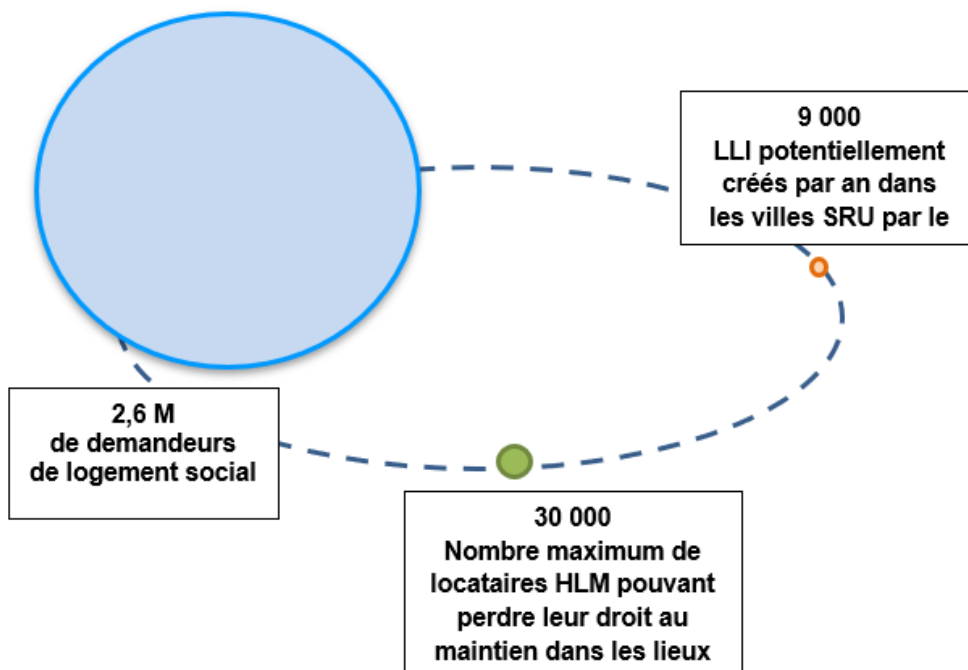 9 000
LLI potentiellement
créés par an dans
les villes SRU par le
2,6 M
de demandeurs
de logement social
30 000
Nombre maximum de
locataires HLM pouvant
perdre leur droit au
maintien dans les lieux